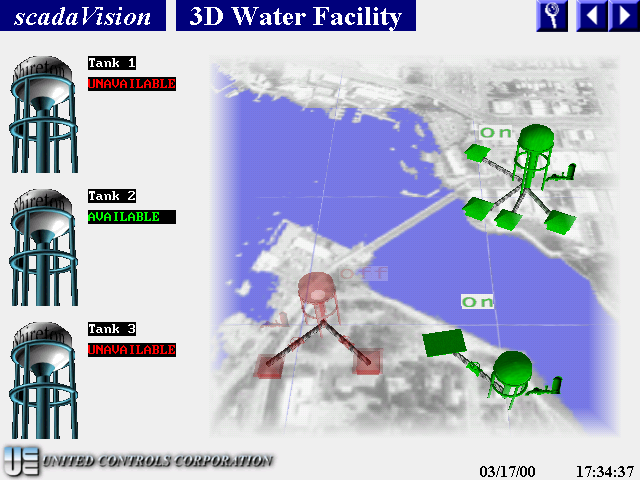 scadaVision
3D Water Facility
Shireton
Tank 1
UNAVAILABLE
On
Shireton
Tank 2
AVAILABLE
Off
On
Shireton
Tank 3
UNAVAILABLE
UE UNITED CONTROLS CORPORATION
03/17/00
17:34:37